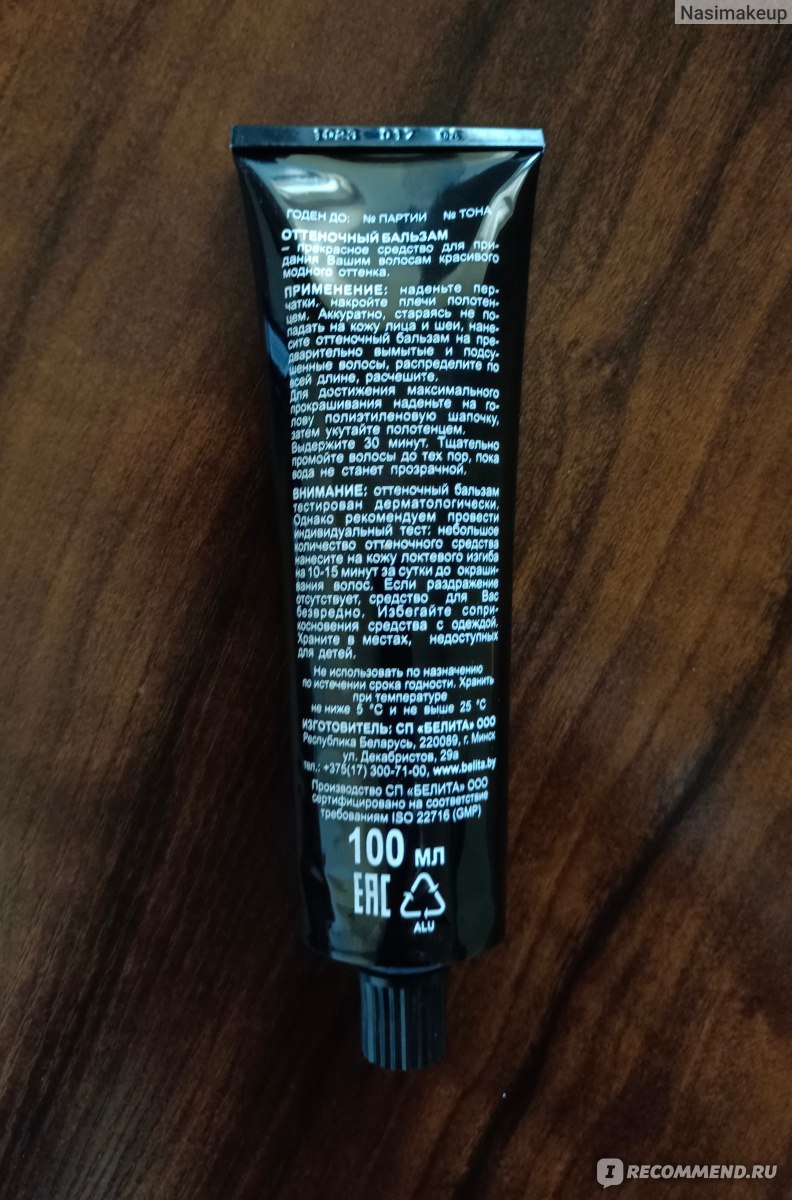 Nasimakeup
1023 017
ГОДЕН ДО: № ПАРТИИ № ТОНА
ОТТЕНОЧНЫЙ БАЛЬЗАМ
– прекрасное средство для при-
дания Вашим волосам красивого
модного оттенка.
ПРИМЕНЕНИЕ: наденьте пер-
чатки, накройте плечи полотен-
цем. Аккуратно, стараясь не по-
падать на кожу лица и шеи, нане-
сите оттеночный бальзам на пре-
дварительно вымытые и подсу-
шенные волосы, распределите по
всей длине, расчешите.
Для достижения максимального
прокрашивания наденьте на го-
лову полиэтиленовую шапочку,
затем укутайте полотенцем.
Выдержите 30 минут. Тщательно
промойте волосы до тех пор, пока
вода не станет прозрачной.
ВНИМАНИЕ: оттеночный бальзам
тестирован дерматологически.
Однако рекомендуем провести
индивидуальный тест: небольшое
количество оттеночного средства
нанесите на кожу локтевого изгиба
на 10-15 минут за сутки до окраши-
вания волос. Если раздражение
отсутствует, средство для Вас
безвредно. Избегайте сопри-
косновения средства с одеждой.
Храните в местах, недоступных
для детей.
Не использовать по назначению
по истечении срока годности. Хранить
при температуре
не ниже 5 °С и не выше 25 °С
ИЗГОТОВИТЕЛЬ: СП «БЕЛИТА» ООО
Республика Беларусь, 220089, г. Минск
ул. Декабристов, 29а
тел.: +375(17) 300-71-00, www.belita.by
Производство СП «БЕЛИТА» ООО
сертифицировано на соответствие
требованиям ISO 22716 (GMP)
100 мл
EAC
ALU
IRECOMMEND.RU